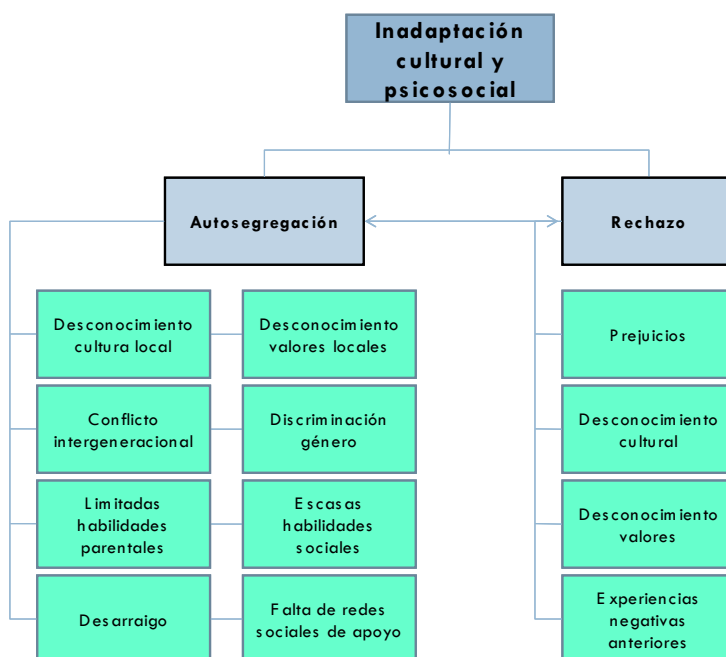 Inadaptación
cultural y
psicosocial
Autosegregación
Rechazo
Desconocimiento
cultura local
Desconocimiento
valores locales
Prejuicios
Conflicto
intergeneracional
Discriminación
género
Desconocimiento
cultural
Limitadas
habilidades
parentales
Escasas
habilidades
sociales
Desconocimiento
valores
Desarraigo
Falta de redes
sociales de apoyo
Experiencias
negativas
anteriores